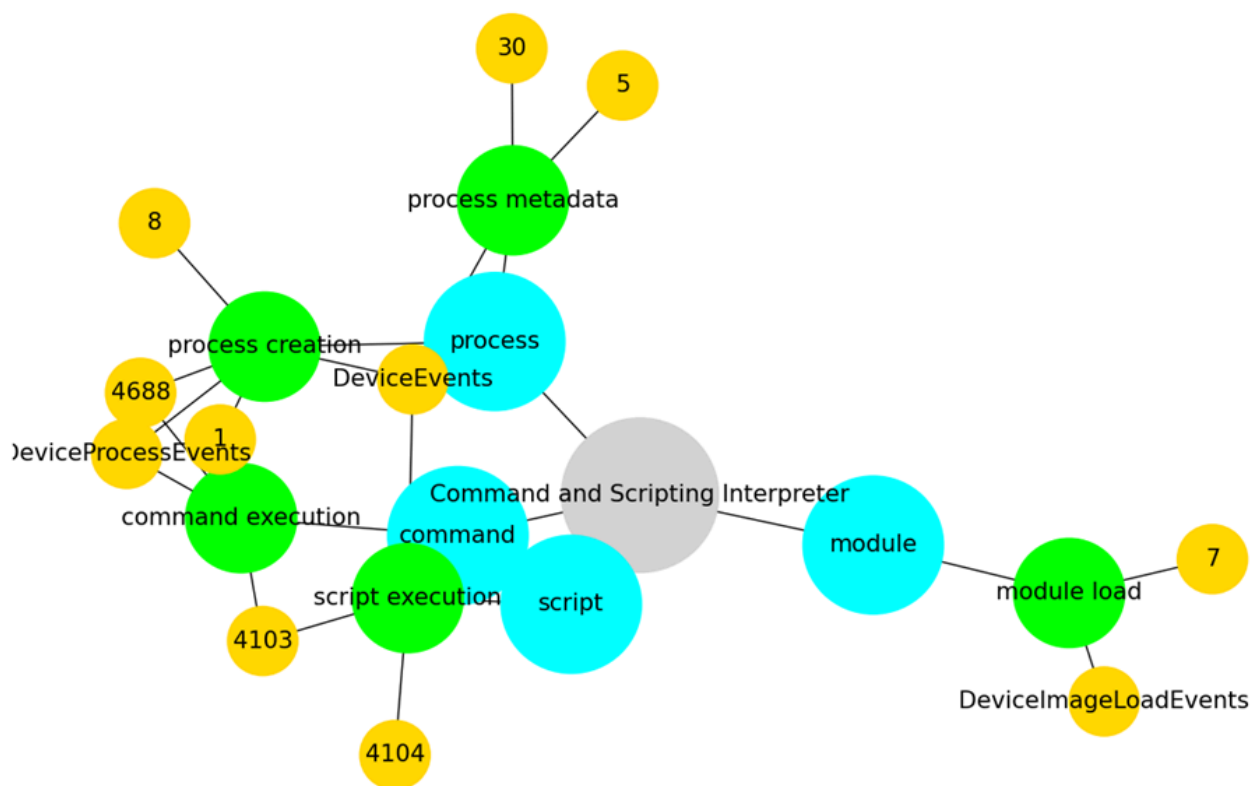 30
5
process metadata
8
process creation
process
DeviceEvents
4688
1
DeviceProcessEvents
Command and Scripting Interpreter
command execution
command
module
7
module load
script execution
script
4103
DeviceImageLoadEvents
4104